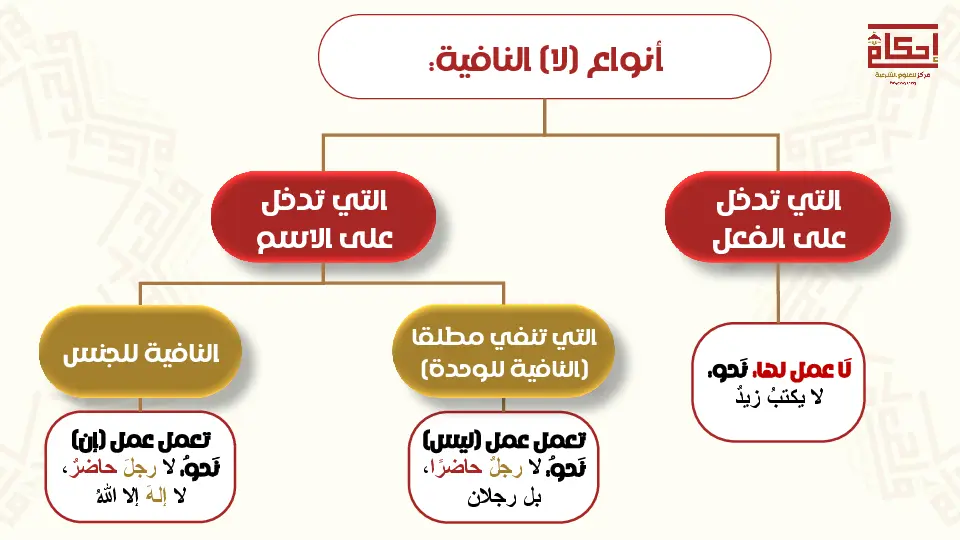 أنواع (لا) النافية:
إحكام
مركز للعلوم الشرعية
التي تدخل
على الفعل
التي تدخل
على الاسم
لَا عمل لها، نَحو:
لا يكتبُ زيدٌ
التي تنفي مطلقا
(النافية للوحدة)
تعمل عمل (ليس)
نَحوُ: لا رجلٌ حاضرًا،
بل رجلان
النافية للجنس
تعمل عمل (إن)
نَحوُ: لا رجلَ حاضرٌ،
لا إلهَ إلا اللهُ